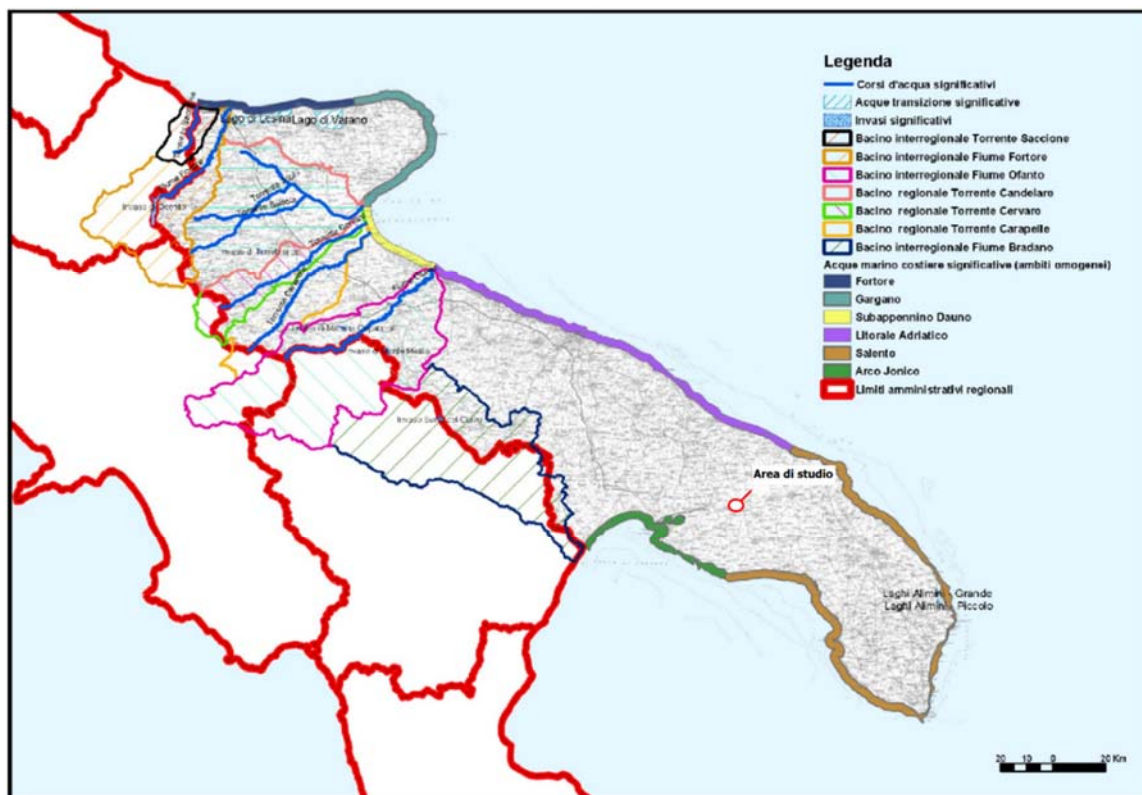 Legenda
Corsi d'acqua significativi
Acque transizione significative
Invasi significativi
Bacino interregionale Torrente Saccione
Bacino interregionale Fiume Fortore
Bacino interregionale Fiume Ofanto
Bacino regionale Torrente Candelaro
Bacino regionale Torrente Cervaro
Bacino regionale Torrente Carapelle
Bacino interregionale Fiume Bradano
Acque marino costiere significative (ambiti omogenei)
Fortore
Gargano
Subappennino Dauno
Litorale Adriatico
Salento
Arco Jonico
Limiti amministrativi regionali
Lago di Varano
Area di studio
Laghi Alimini - Grande
Laghi Alimini - Piccolo
20 10 0 20 Km